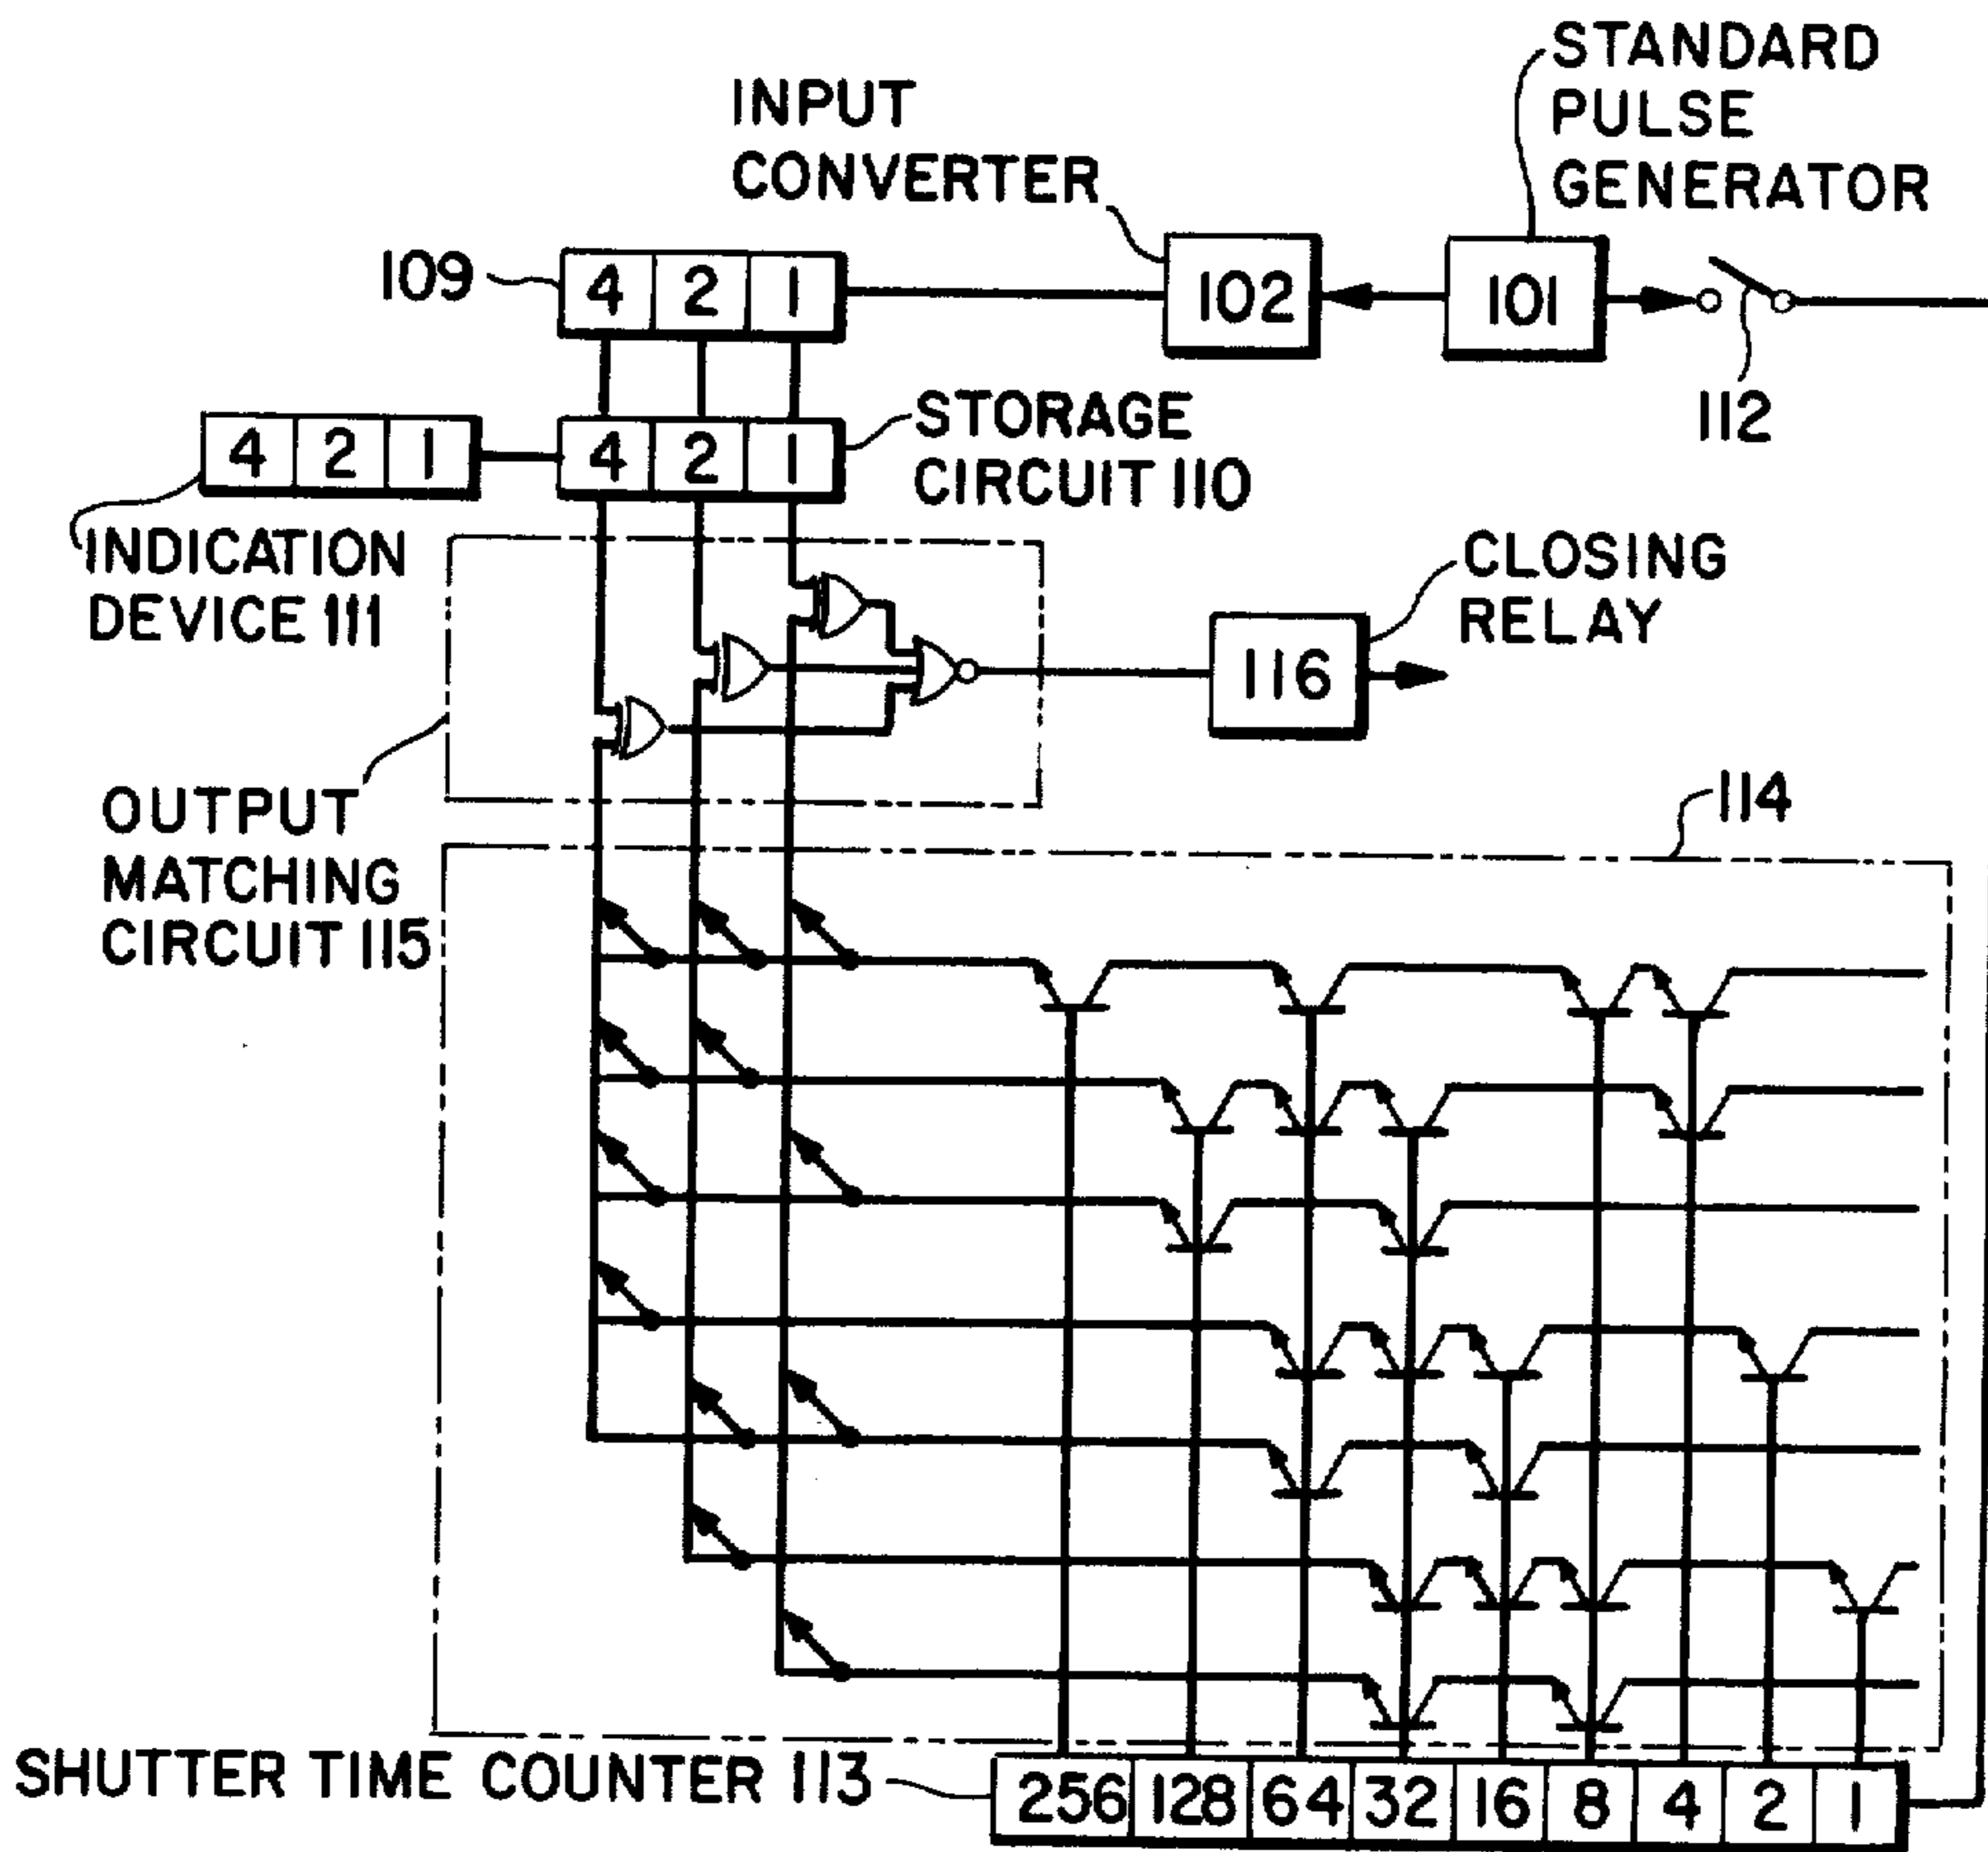 STANDARD
PULSE
GENERATOR
INPUT
CONVERTER
109
4 2 1
102
101
112
4 2 1
4 2 1
STORAGE
CIRCUIT 110
INDICATION
DEVICE 111
CLOSING
RELAY
116
OUTPUT
MATCHING
CIRCUIT 115
114
SHUTTER TIME COUNTER 113
256 128 64 32 16 8 4 2 1